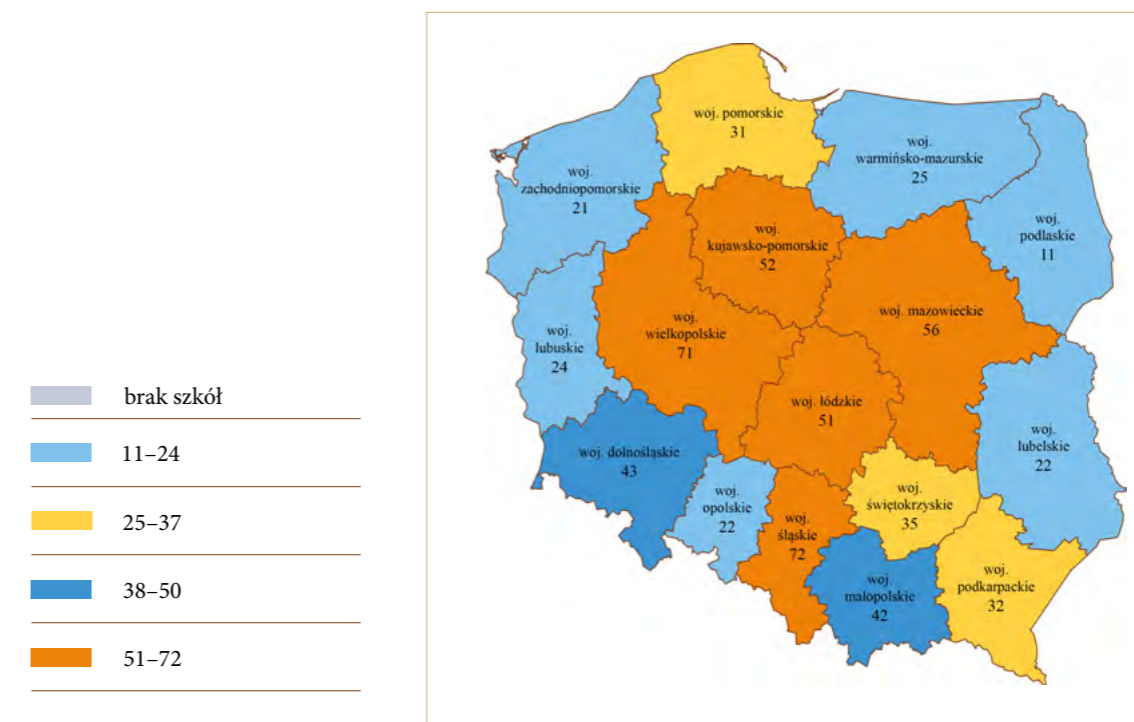 brak szkół
11–24
25–37
38–50
51–72
woj. pomorskie
31
woj.
warmińsko-mazurskie
25
woj.
zachodniopomorskie
21
woj.
podlaskie
11
woj.
kujawsko-pomorskie
52
woj. mazowieckie
56
woj.
wielkopolskie
71
woj.
lubuskie
24
woj. łódzkie
51
woj.
lubelskie
22
woj. dolnośląskie
43
woj.
opolskie
22
woj.
śląskie
72
woj.
świętokrzyskie
35
woj.
małopolskie
42
woj.
podkarpackie
32